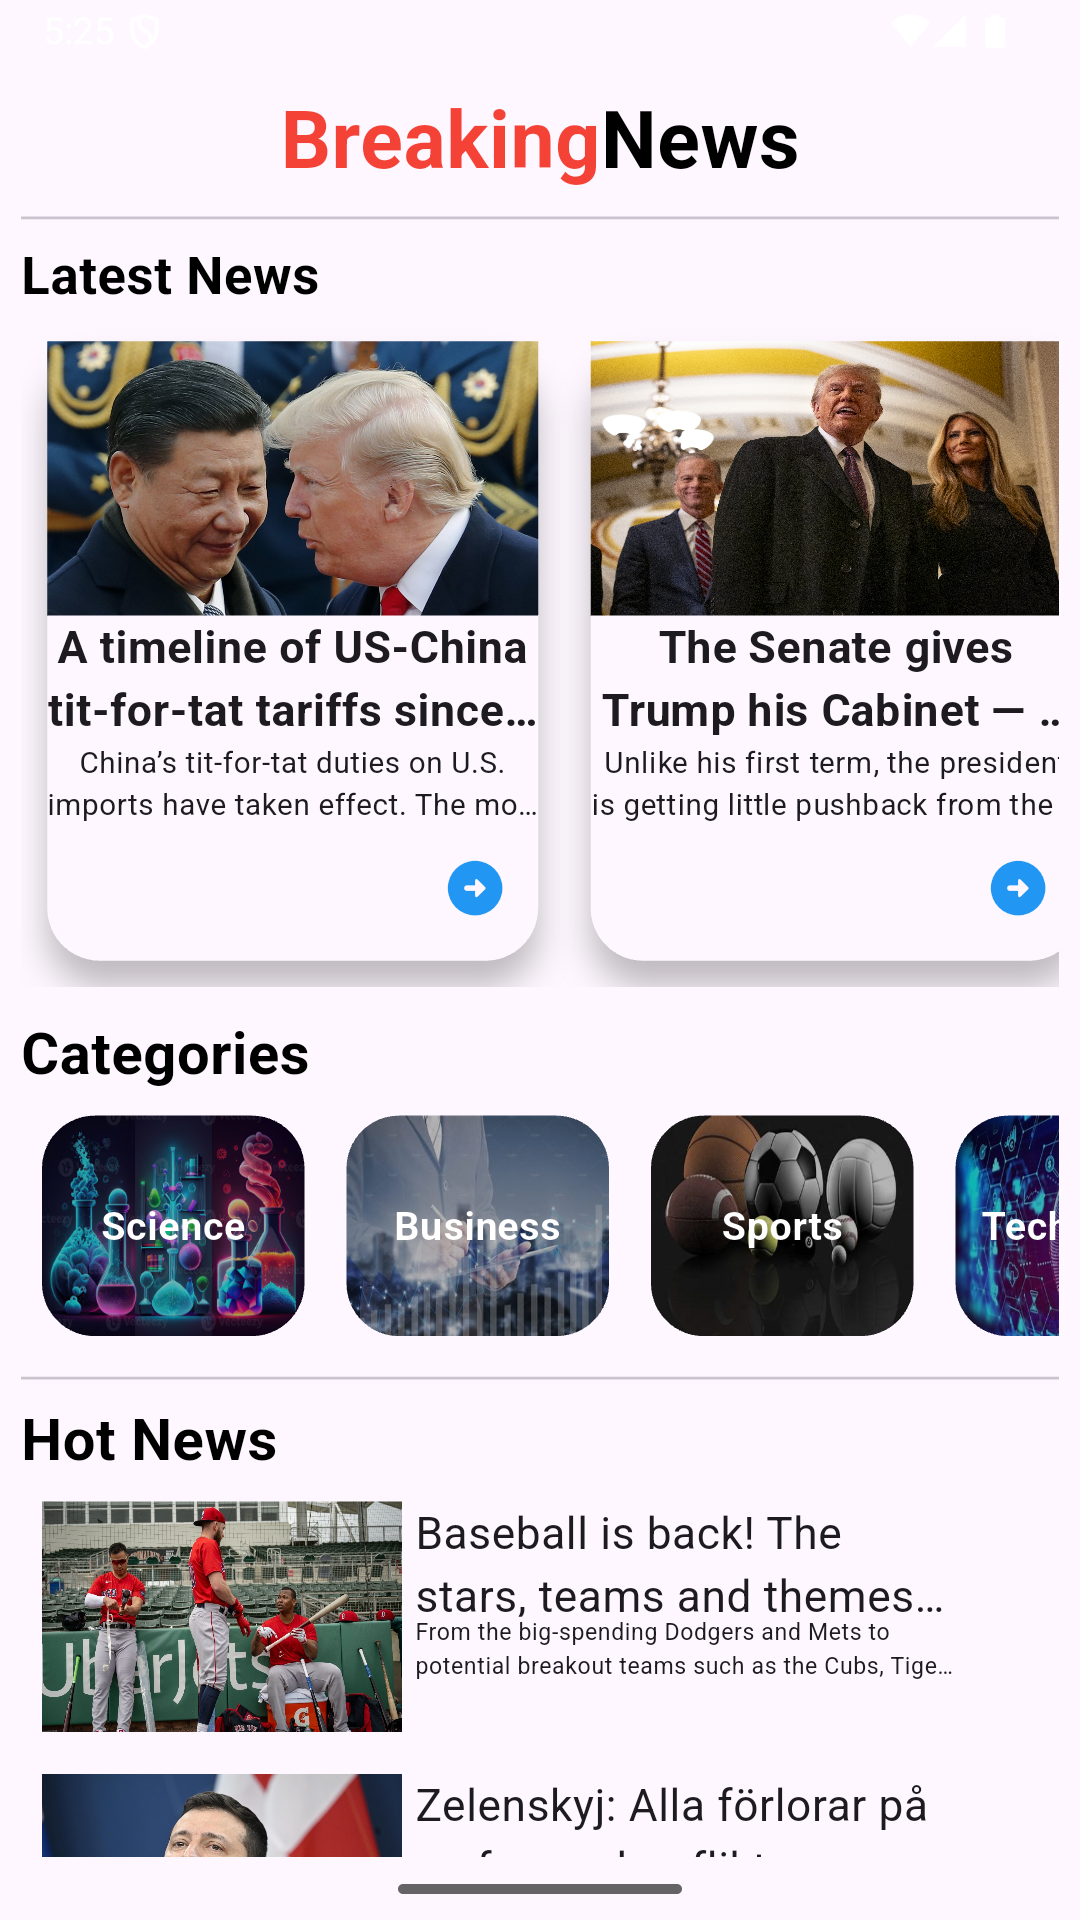 5:25
BreakingNews
Latest News
A timeline of US-China
tit-for-tat tariffs since…
China’s tit-for-tat duties on U.S.
imports have taken effect. The mo…
The Senate gives
Trump his Cabinet — …
Unlike his first term, the president
is getting little pushback from the
Categories
Science
Business
Sports
Tech
Hot News
Baseball is back! The
stars, teams and themes…
From the big-spending Dodgers and Mets to
potential breakout teams such as the Cubs, Tige…
UberJets
G
Zelenskyj: Alla förlorar på